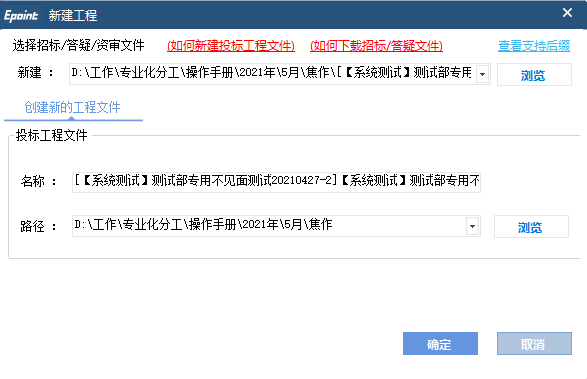 Epoint 新建工程
选择招标/答疑/资审文件 (如何新建投标工程文件) (如何下载招标/答疑文件) 查看支持后缀
新建 : D:\工作\专业化分工\操作手册\2021年\5月\焦作\[【系统测试】测试部专用 浏览
创建新的工程文件
投标工程文件
名称 : [【系统测试】测试部专用不见面测试20210427-2]【系统测试】测试部专用不
路径 : D:\工作\专业化分工\操作手册\2021年\5月\焦作 浏览
确定 取消